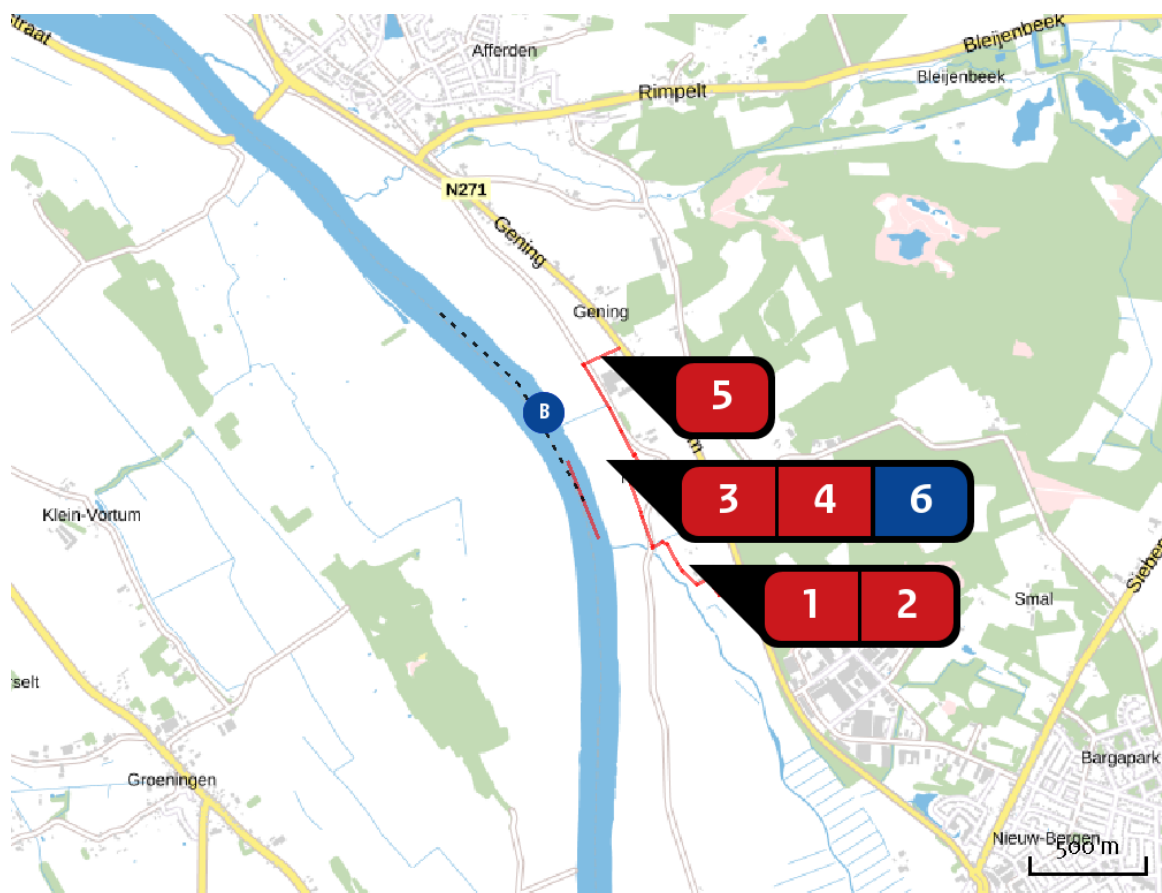 straat
Afferden
Bleijenbeek
Bleijenbeek
Rimpelt
N271
Gening
Gening
5
B
m
3 4 6
Klein-Vortum
1 2
Smal
Sieben
selt
Groeningen
Bargapark
Nieuw-Bergen
500 m